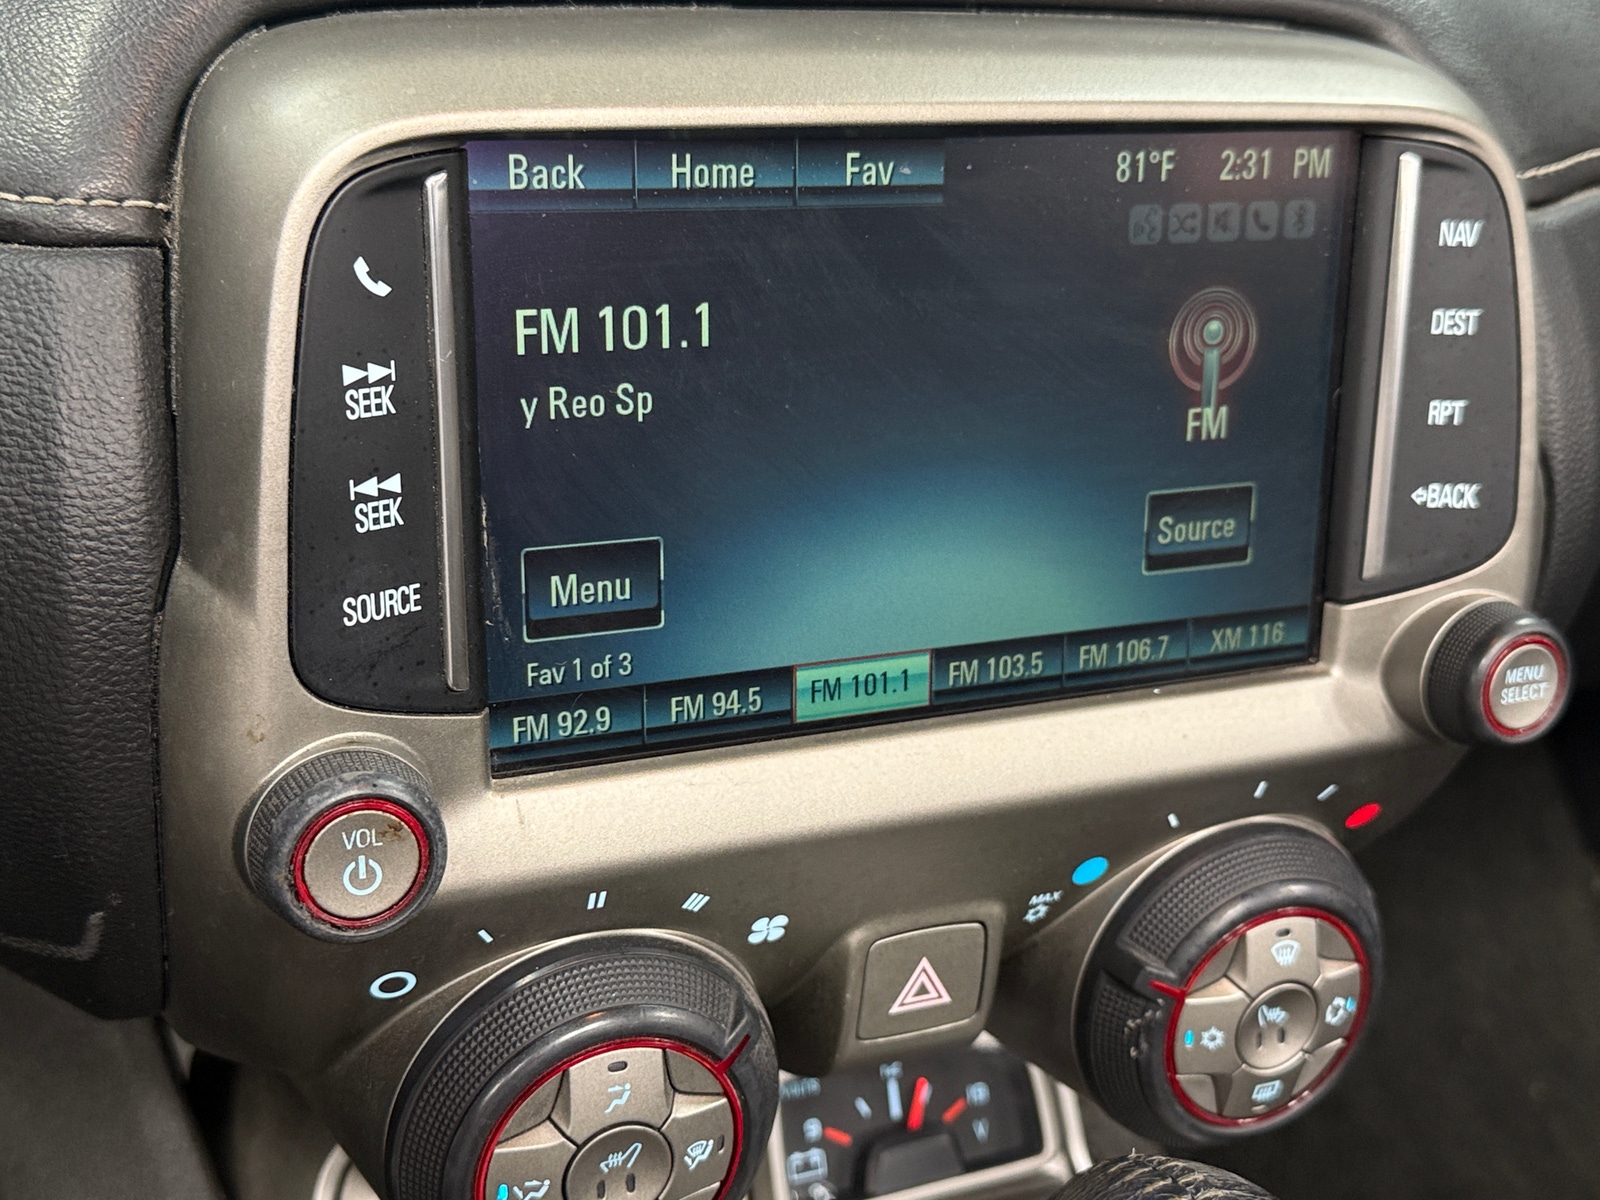 Back Home Fav 81°F 2:31 PM
FM 101.1
y Reo Sp
FM
Source
Menu
Fav 1 of 3
FM 92.9 FM 94.5 FM 101.1 FM 103.5 FM 106.7 XM 116
SEEK
SEEK
SOURCE
NAV
DEST
RPT
BACK
MENU
SELECT
VOL
MAX